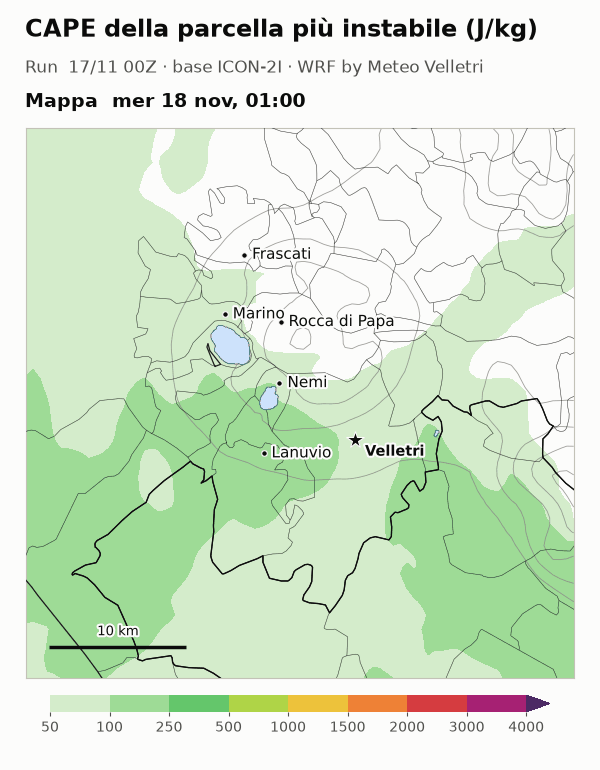 CAPE della parcella più instabile (J/kg)
Run  17/11 00Z · base ICON-2I · WRF by Meteo Velletri
Mappa  mer 18 nov, 01:00
Frascati
Marino
Rocca di Papa
Nemi
Velletri
Lanuvio
10 km
50 100 250 500 1000 1500 2000 3000 4000